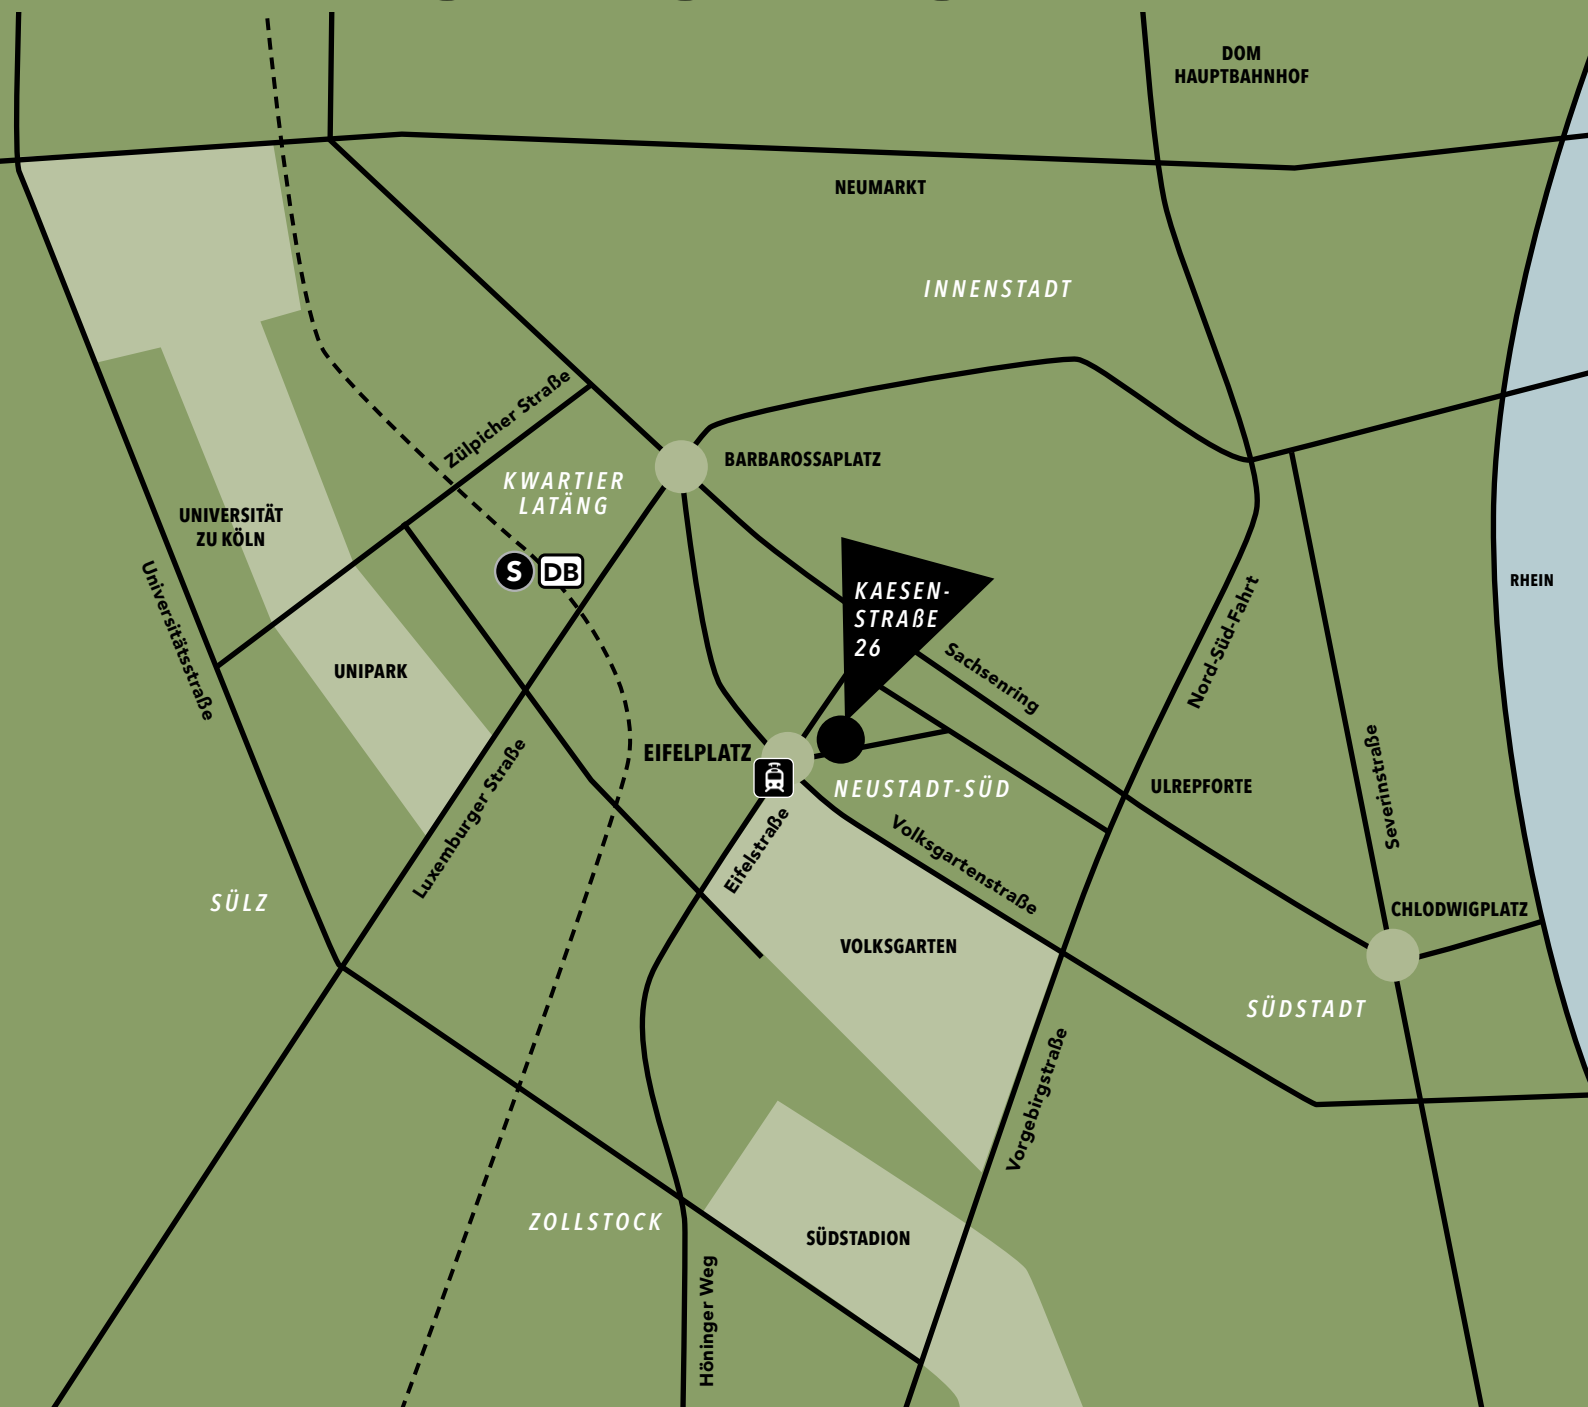 DOM
HAUPTBAHNHOF
NEUMARKT
INNENSTADT
Zülpicher Straße
BARBAROSSAPLATZ
KWARTIER
LATÄNG
UNIVERSITÄT
ZU KÖLN
S
DB
Universitätsstraße
KAESEN-
STRAßE
26
RHEIN
Nord-Süd-Fahrt
Sachsenring
UNIPARK
EIFELPLATZ
Luxemburger Straße
NEUSTADT-SÜD
ULREPFORTE
Severinstraße
Eifelstraße
Volksgartenstraße
SÜLZ
CHLODWIGPLATZ
VOLKSGARTEN
SÜDSTADT
Vorgebirgstraße
ZOLLSTOCK
SÜDSTADION
Höninger Weg